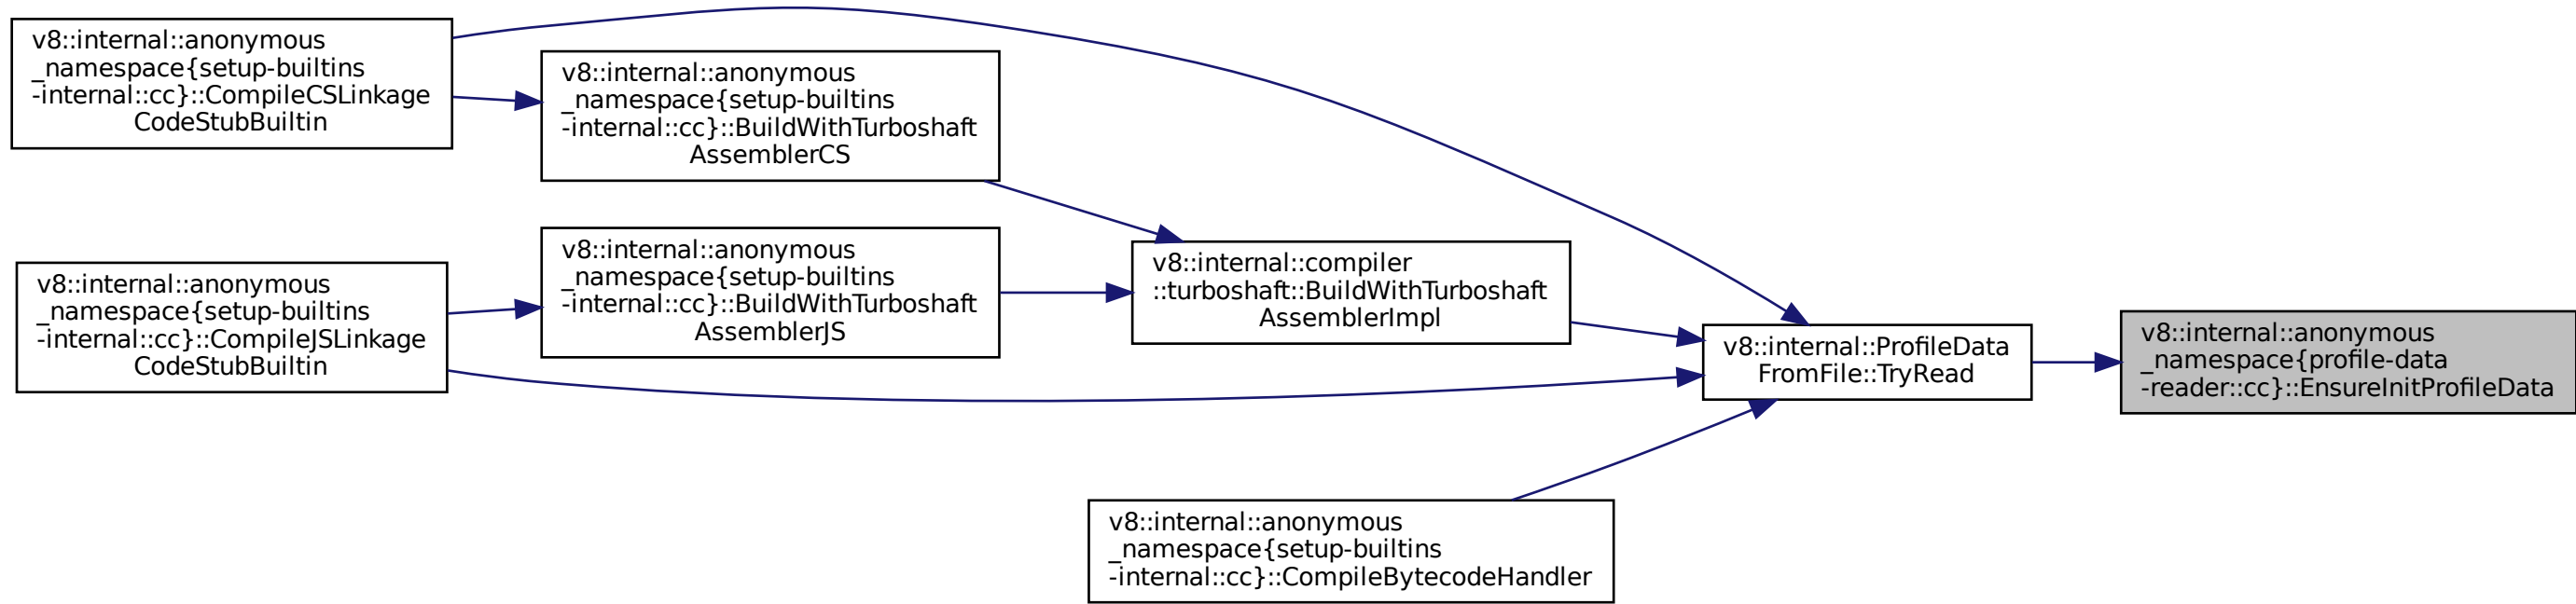 v8::internal::anonymous
_namespace{setup-builtins
-internal::cc}::CompileCSLinkage
CodeStubBuiltin
v8::internal::anonymous
_namespace{setup-builtins
-internal::cc}::BuildWithTurboshaft
AssemblerCS
v8::internal::anonymous
_namespace{setup-builtins
-internal::cc}::CompileJSLinkage
CodeStubBuiltin
v8::internal::anonymous
_namespace{setup-builtins
-internal::cc}::BuildWithTurboshaft
AssemblerJS
v8::internal::compiler
::turboshaft::BuildWithTurboshaft
AssemblerImpl
v8::internal::ProfileData
FromFile::TryRead
v8::internal::anonymous
_namespace{profile-data
-reader::cc}::EnsureInitProfileData
v8::internal::anonymous
_namespace{setup-builtins
-internal::cc}::CompileBytecodeHandler